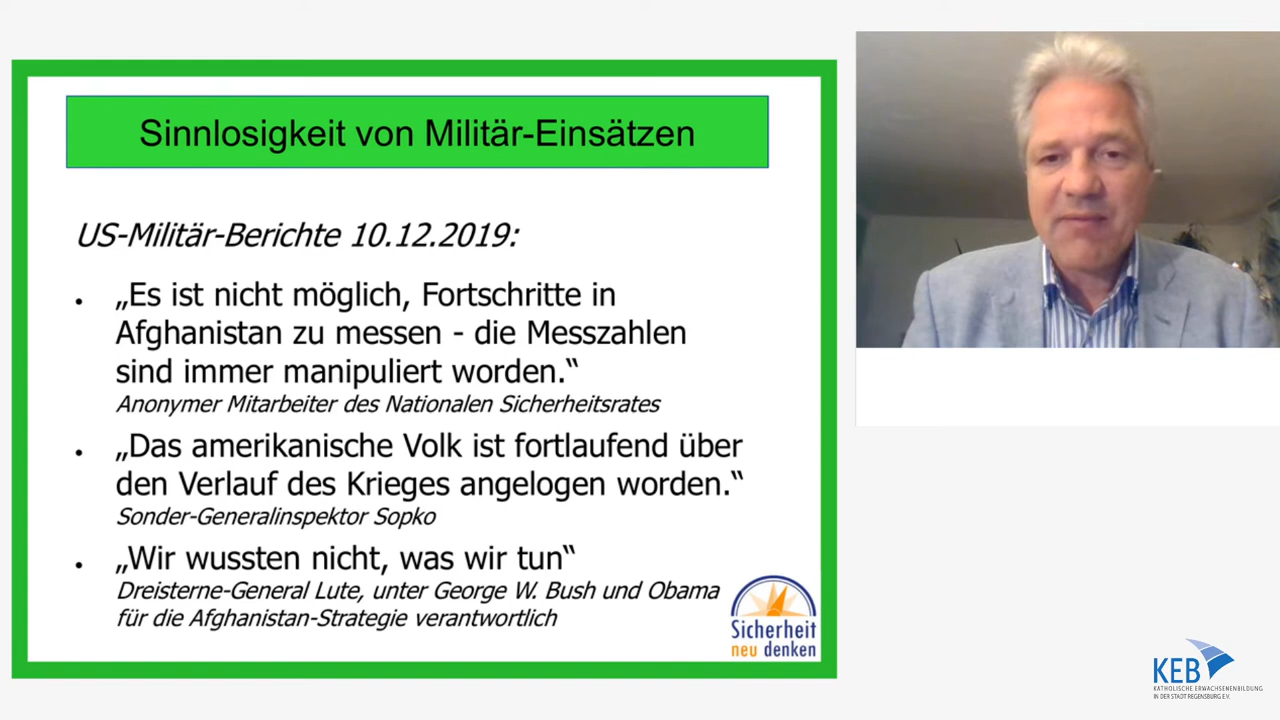 Sinnlosigkeit von Militär-Einsätzen
US-Militär-Berichte 10.12.2019:
• „Es ist nicht möglich, Fortschritte in
Afghanistan zu messen - die Messzahlen
sind immer manipuliert worden.“
Anonymer Mitarbeiter des Nationalen Sicherheitsrates
• „Das amerikanische Volk ist fortlaufend über
den Verlauf des Krieges angelogen worden.“
Sonder-Generalinspektor Sopko
• „Wir wussten nicht, was wir tun“
Dreisterne-General Lute, unter George W. Bush und Obama
für die Afghanistan-Strategie verantwortlich
Sicherheit
neu denken
KEB
KATHOLISCHE ERWACHSENENBILDUNG
IN DER STADT REGENSBURG E.V.